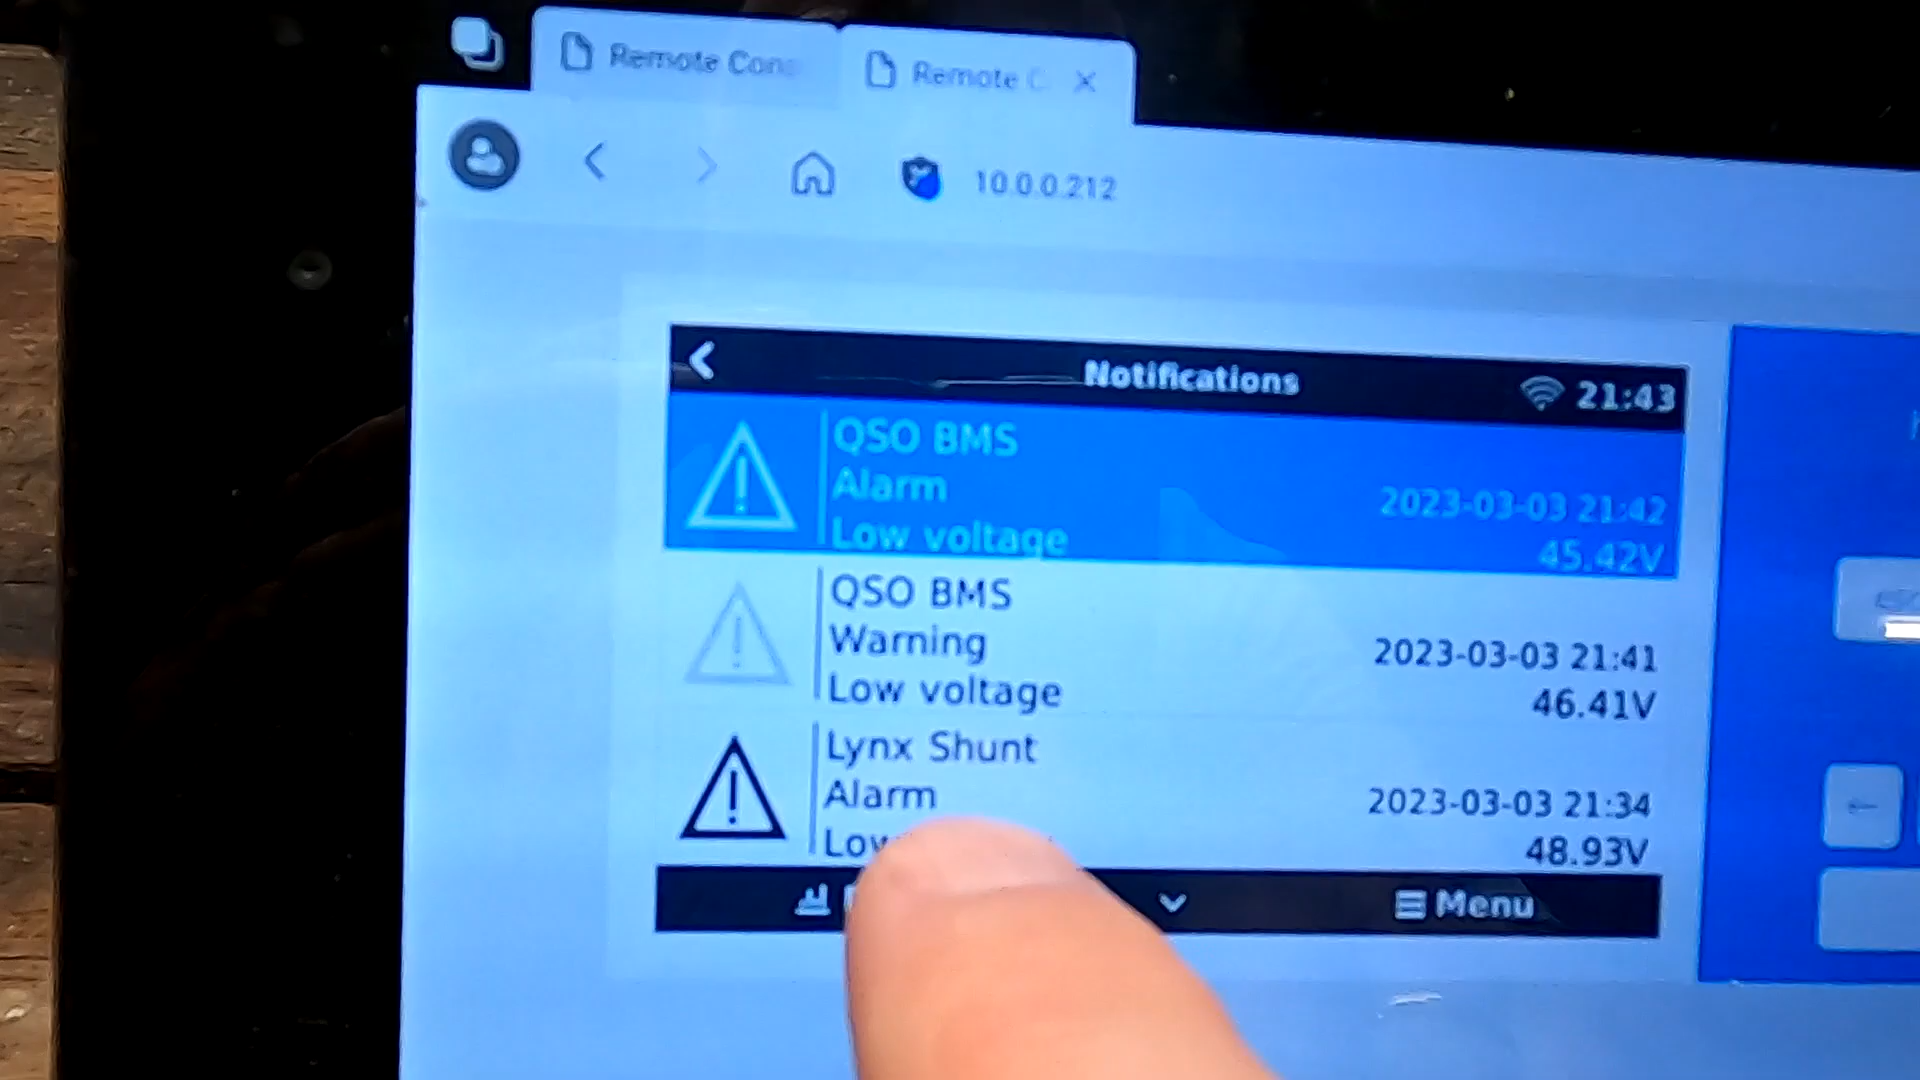 Remote Con
Remote C
10.0.0.212
Notifications
21:43
QSO BMS
Alarm
2023-03-03 21:42
Low voltage
45.42V
QSO BMS
Warning
2023-03-03 21:41
Low voltage
46.41V
Lynx Shunt
Alarm
2023-03-03 21:34
Low
48.93V
Menu